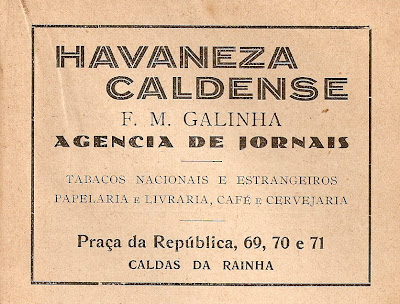 HAVANEZA
CALDENSE
F. M. GALINHA
AGENCIA DE JORNAIS
TABACOS NACIONAIS E ESTRANGEIROS
PAPELARIA E LIVRARIA, CAFÉ E CERVEJARIA
Praça da República, 69, 70 e 71
CALDAS DA RAINHA